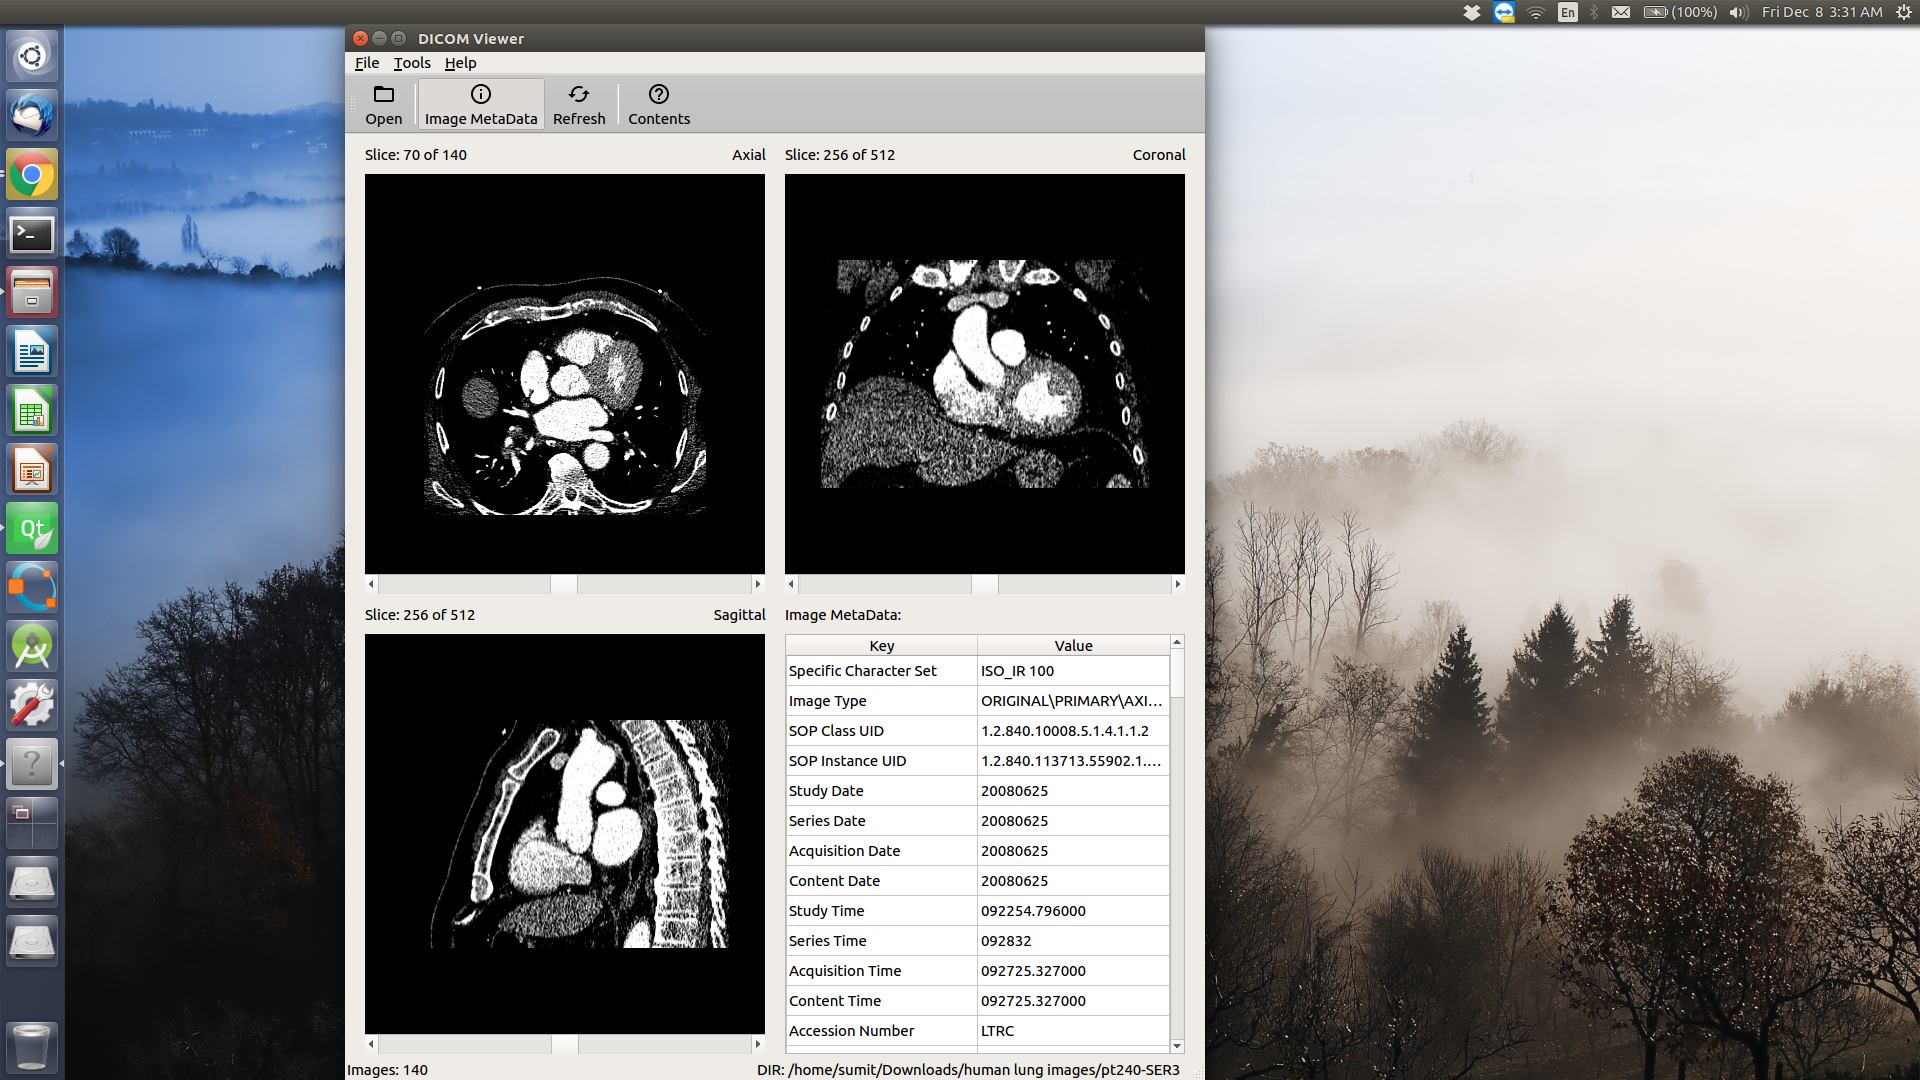 En (100%) Fri Dec 8 3:31 AM
DICOM Viewer
File Tools Help
Open Image MetaData Refresh Contents
Slice: 70 of 140 Axial
Slice: 256 of 512 Coronal
Slice: 256 of 512 Sagittal
Image MetaData:
Key Value
Specific Character Set ISO_IR 100
Image Type ORIGINAL\PRIMARY\AXI...
SOP Class UID 1.2.840.10008.5.1.4.1.1.2
SOP Instance UID 1.2.840.113713.55902.1....
Study Date 20080625
Series Date 20080625
Acquisition Date 20080625
Content Date 20080625
Study Time 092254.796000
Series Time 092832
Acquisition Time 092725.327000
Content Time 092725.327000
Accession Number LTRC
Images: 140 DIR: /home/sumit/Downloads/human lung images/pt240-SER3
Qt